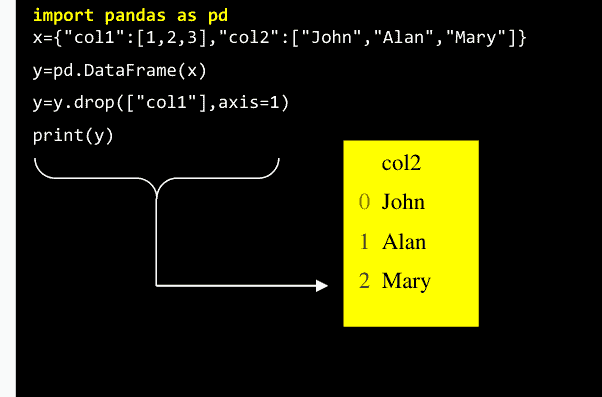 import pandas as pd
x={"col1":[1,2,3],"col2":["John","Alan","Mary"]}
y=pd.DataFrame(x)
y=y.drop(["col1"],axis=1)
print(y)
col2
0 John
1 Alan
2 Mary